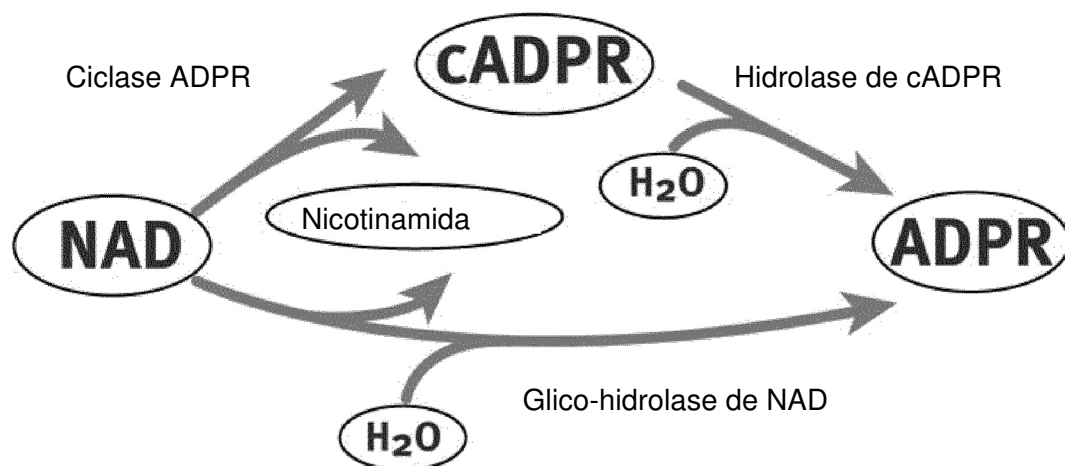 cADPR
Ciclase ADPR
Hidrolase de cADPR
H₂O
Nicotinamida
NAD
ADPR
Glico-hidrolase de NAD
H₂O